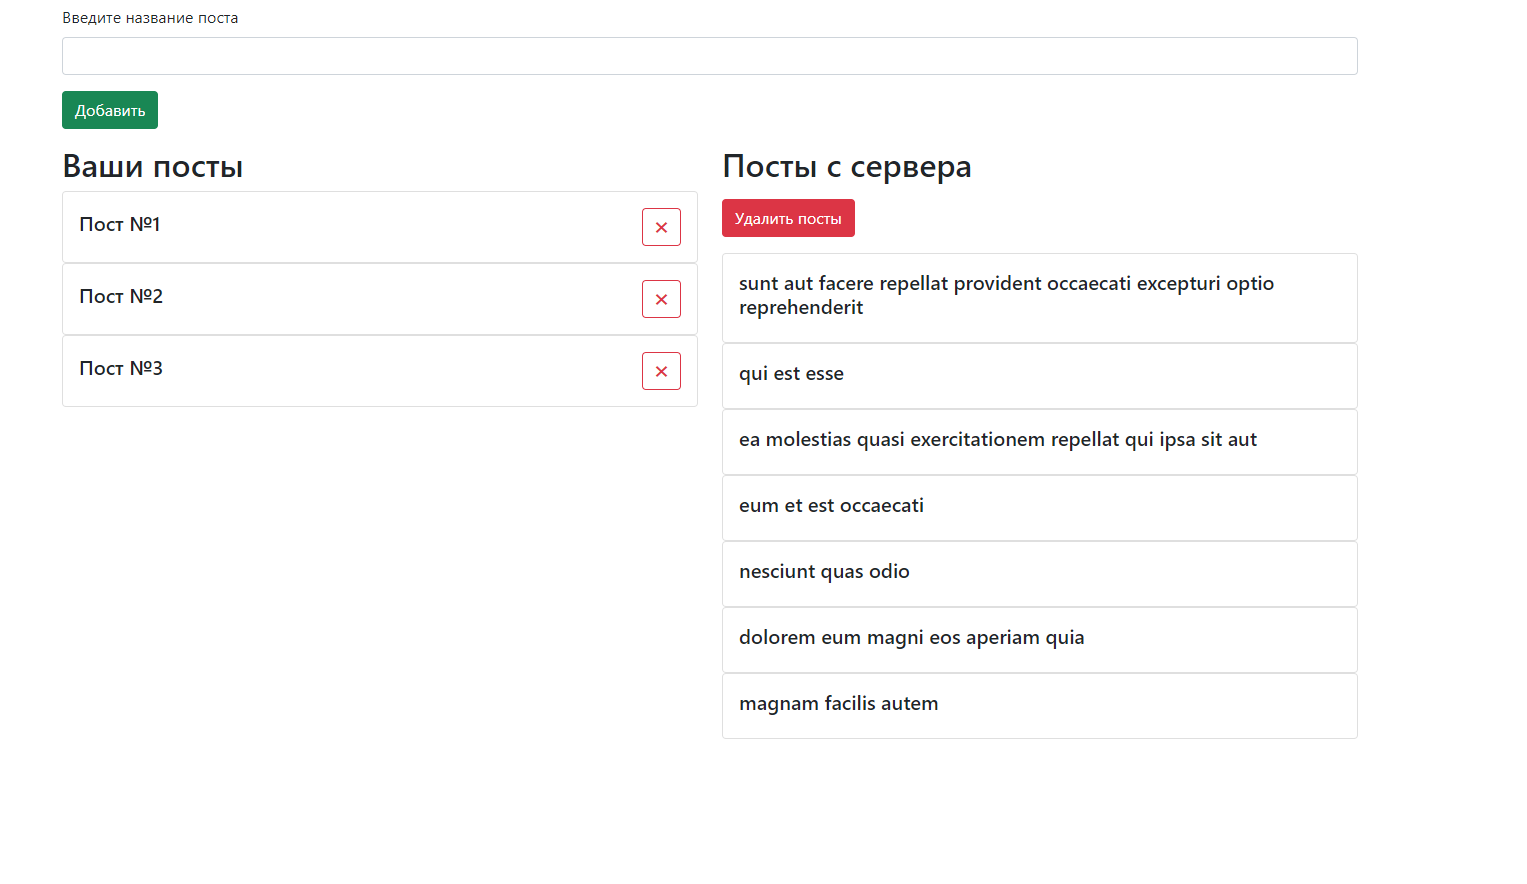 Введите название поста
Добавить
Ваши посты
Пост №1
Пост №2
Пост №3
Посты с сервера
Удалить посты
sunt aut facere repellat provident occaecati excepturi optio
reprehenderit
qui est esse
ea molestias quasi exercitationem repellat qui ipsa sit aut
eum et est occaecati
nesciunt quas odio
dolorem eum magni eos aperiam quia
magnam facilis autem